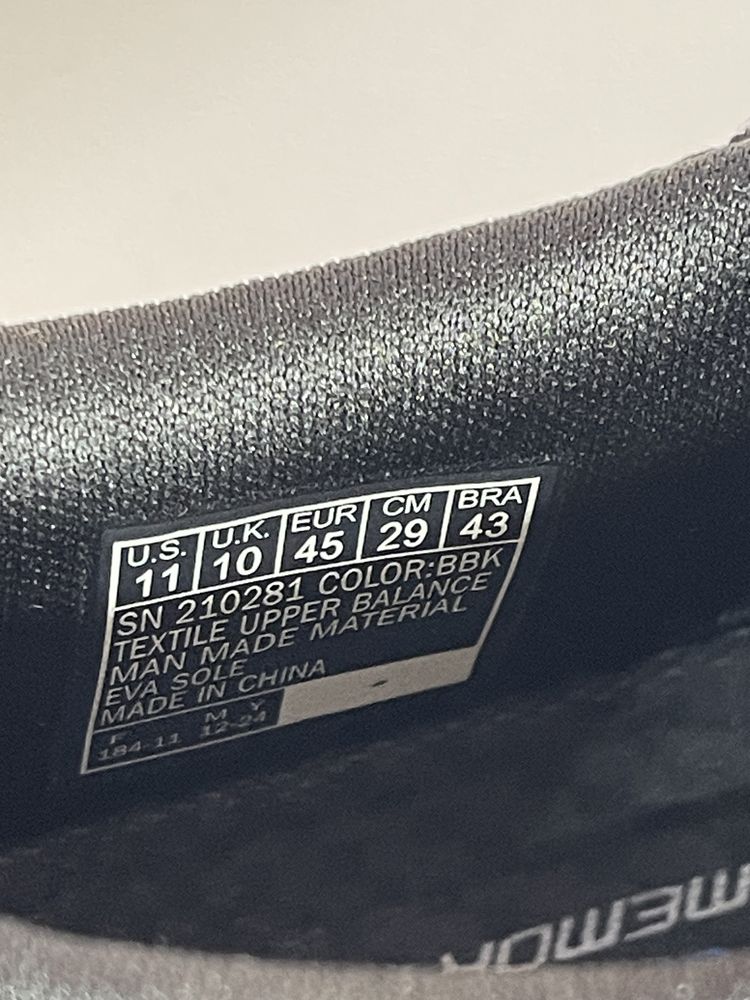 U.S. U.K. EUR CM BRA
11 10 45 29 43
SN 210281 COLOR:BBK
TEXTILE UPPER BALANCE
MAN MADE MATERIAL
EVA SOLE
MADE IN CHINA
F M Y
184-11 12-24
MEMOR